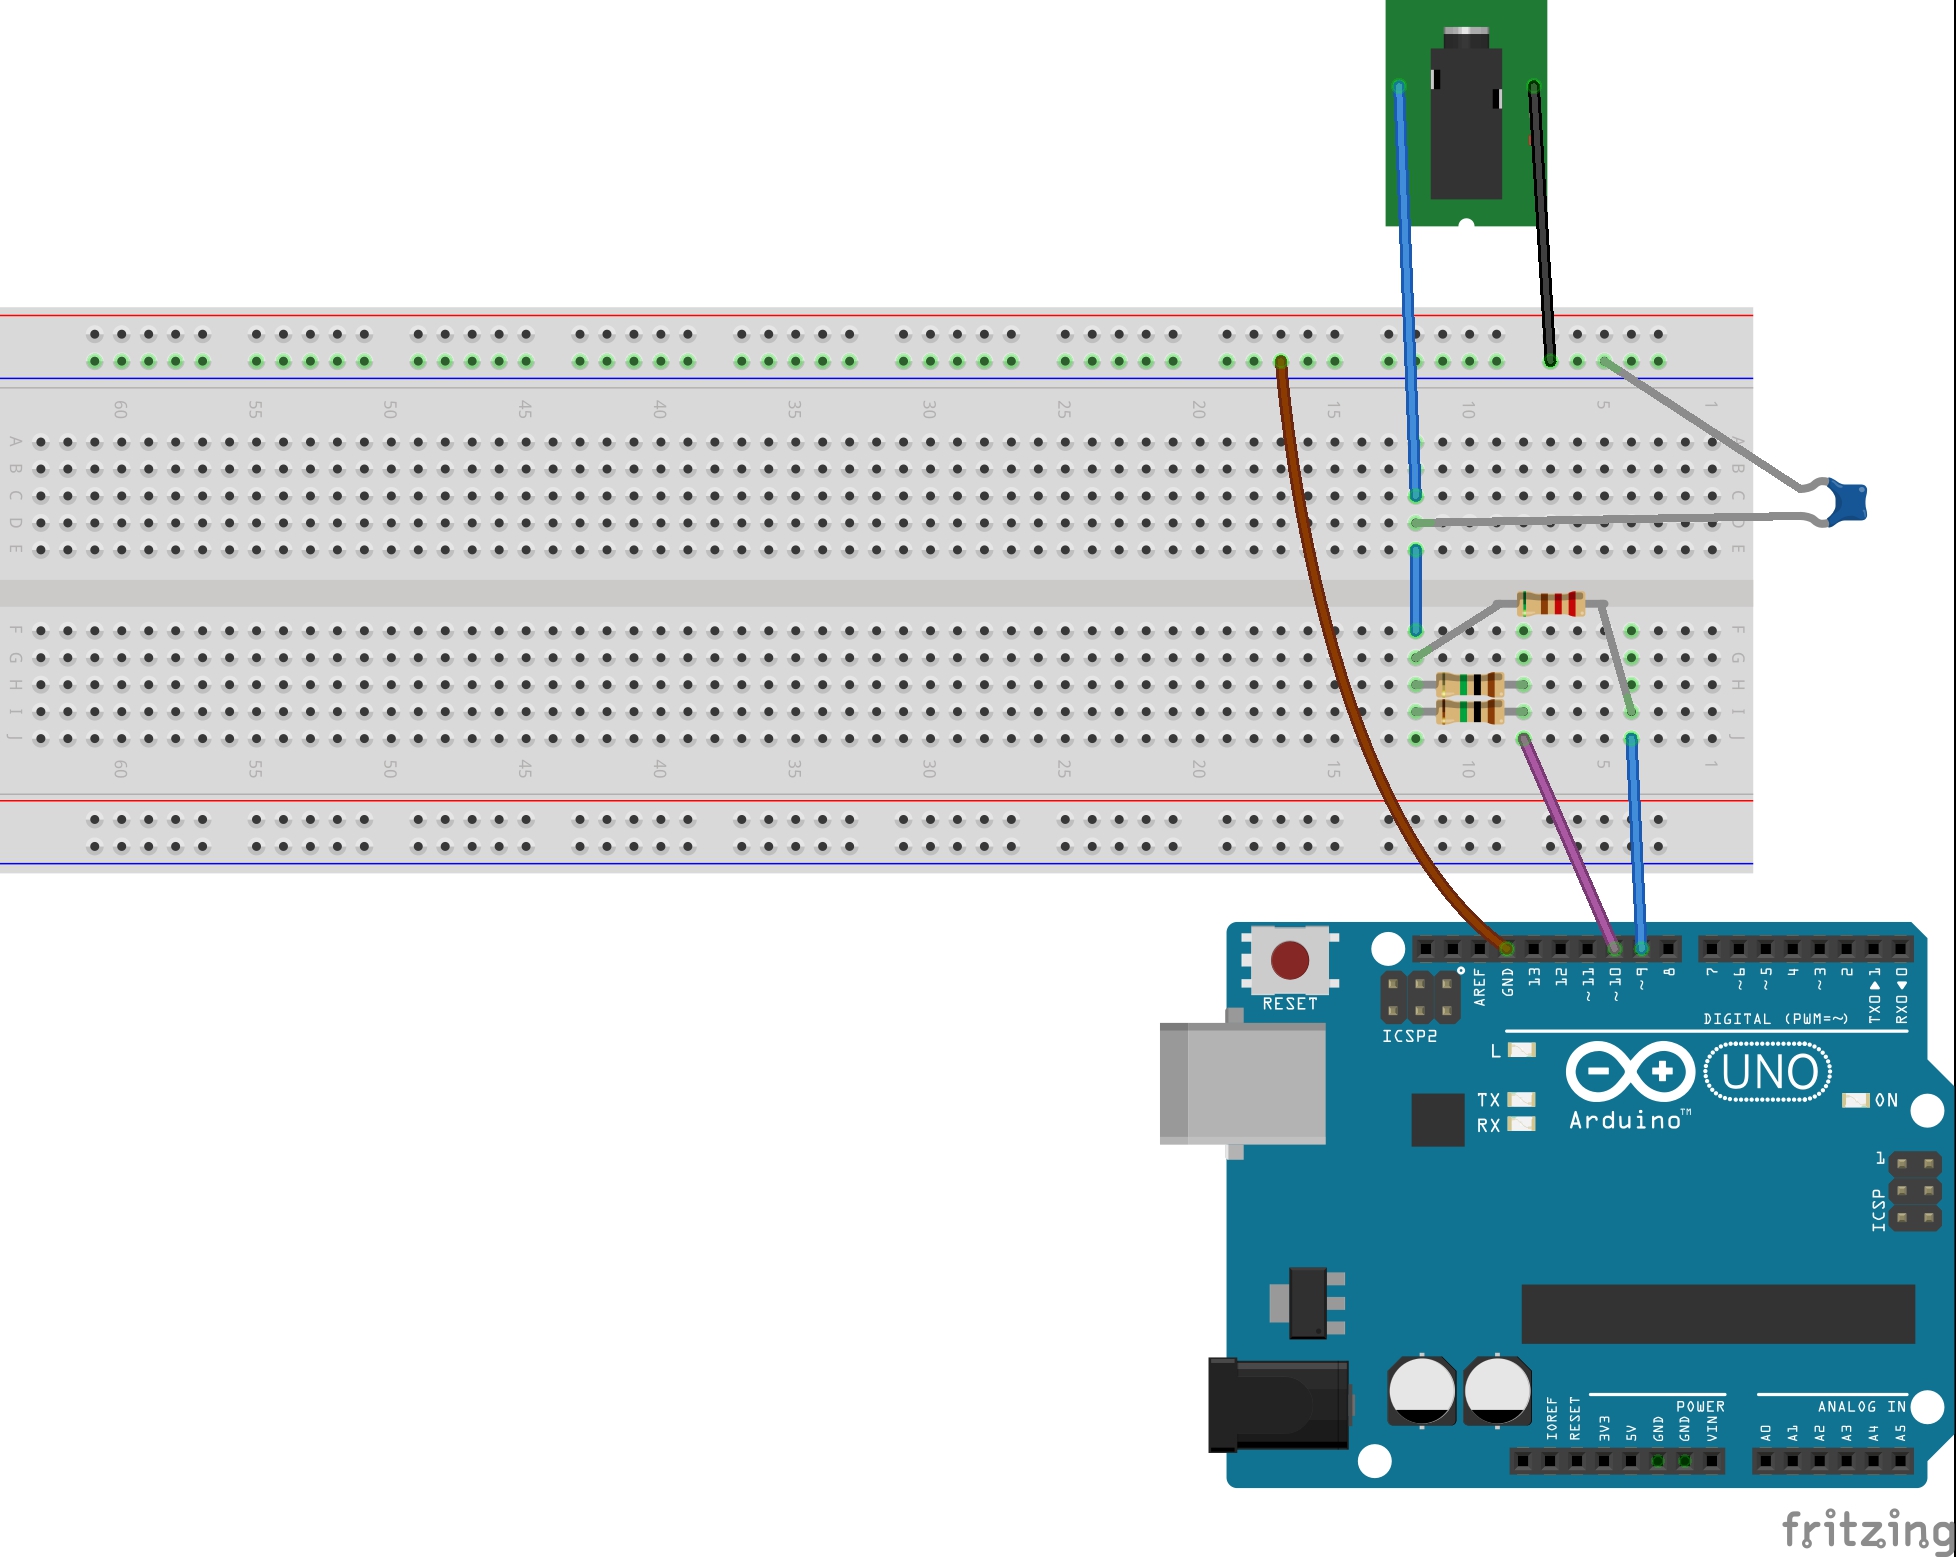 60 55 50 45 40 35 30 25 20 15 10 5 1
A A
B B
C C
D D
E E
F F
G G
H H
I I
J J
60 55 50 45 40 35 30 25 20 15 10 5 1
AREF GND 13 12 ~11 ~10 ~9 8 7 ~6 ~5 4 ~3 2 TX0▶1 RX0◀0
RESET
DIGITAL (PWM=~)
ICSP2
L
UNO
TX
ON
Arduino™
RX
1
ICSP
POWER
ANALOG IN
IOREF RESET 3V3 5V GND GND VIN A0 A1 A2 A3 A4 A5
fritzing